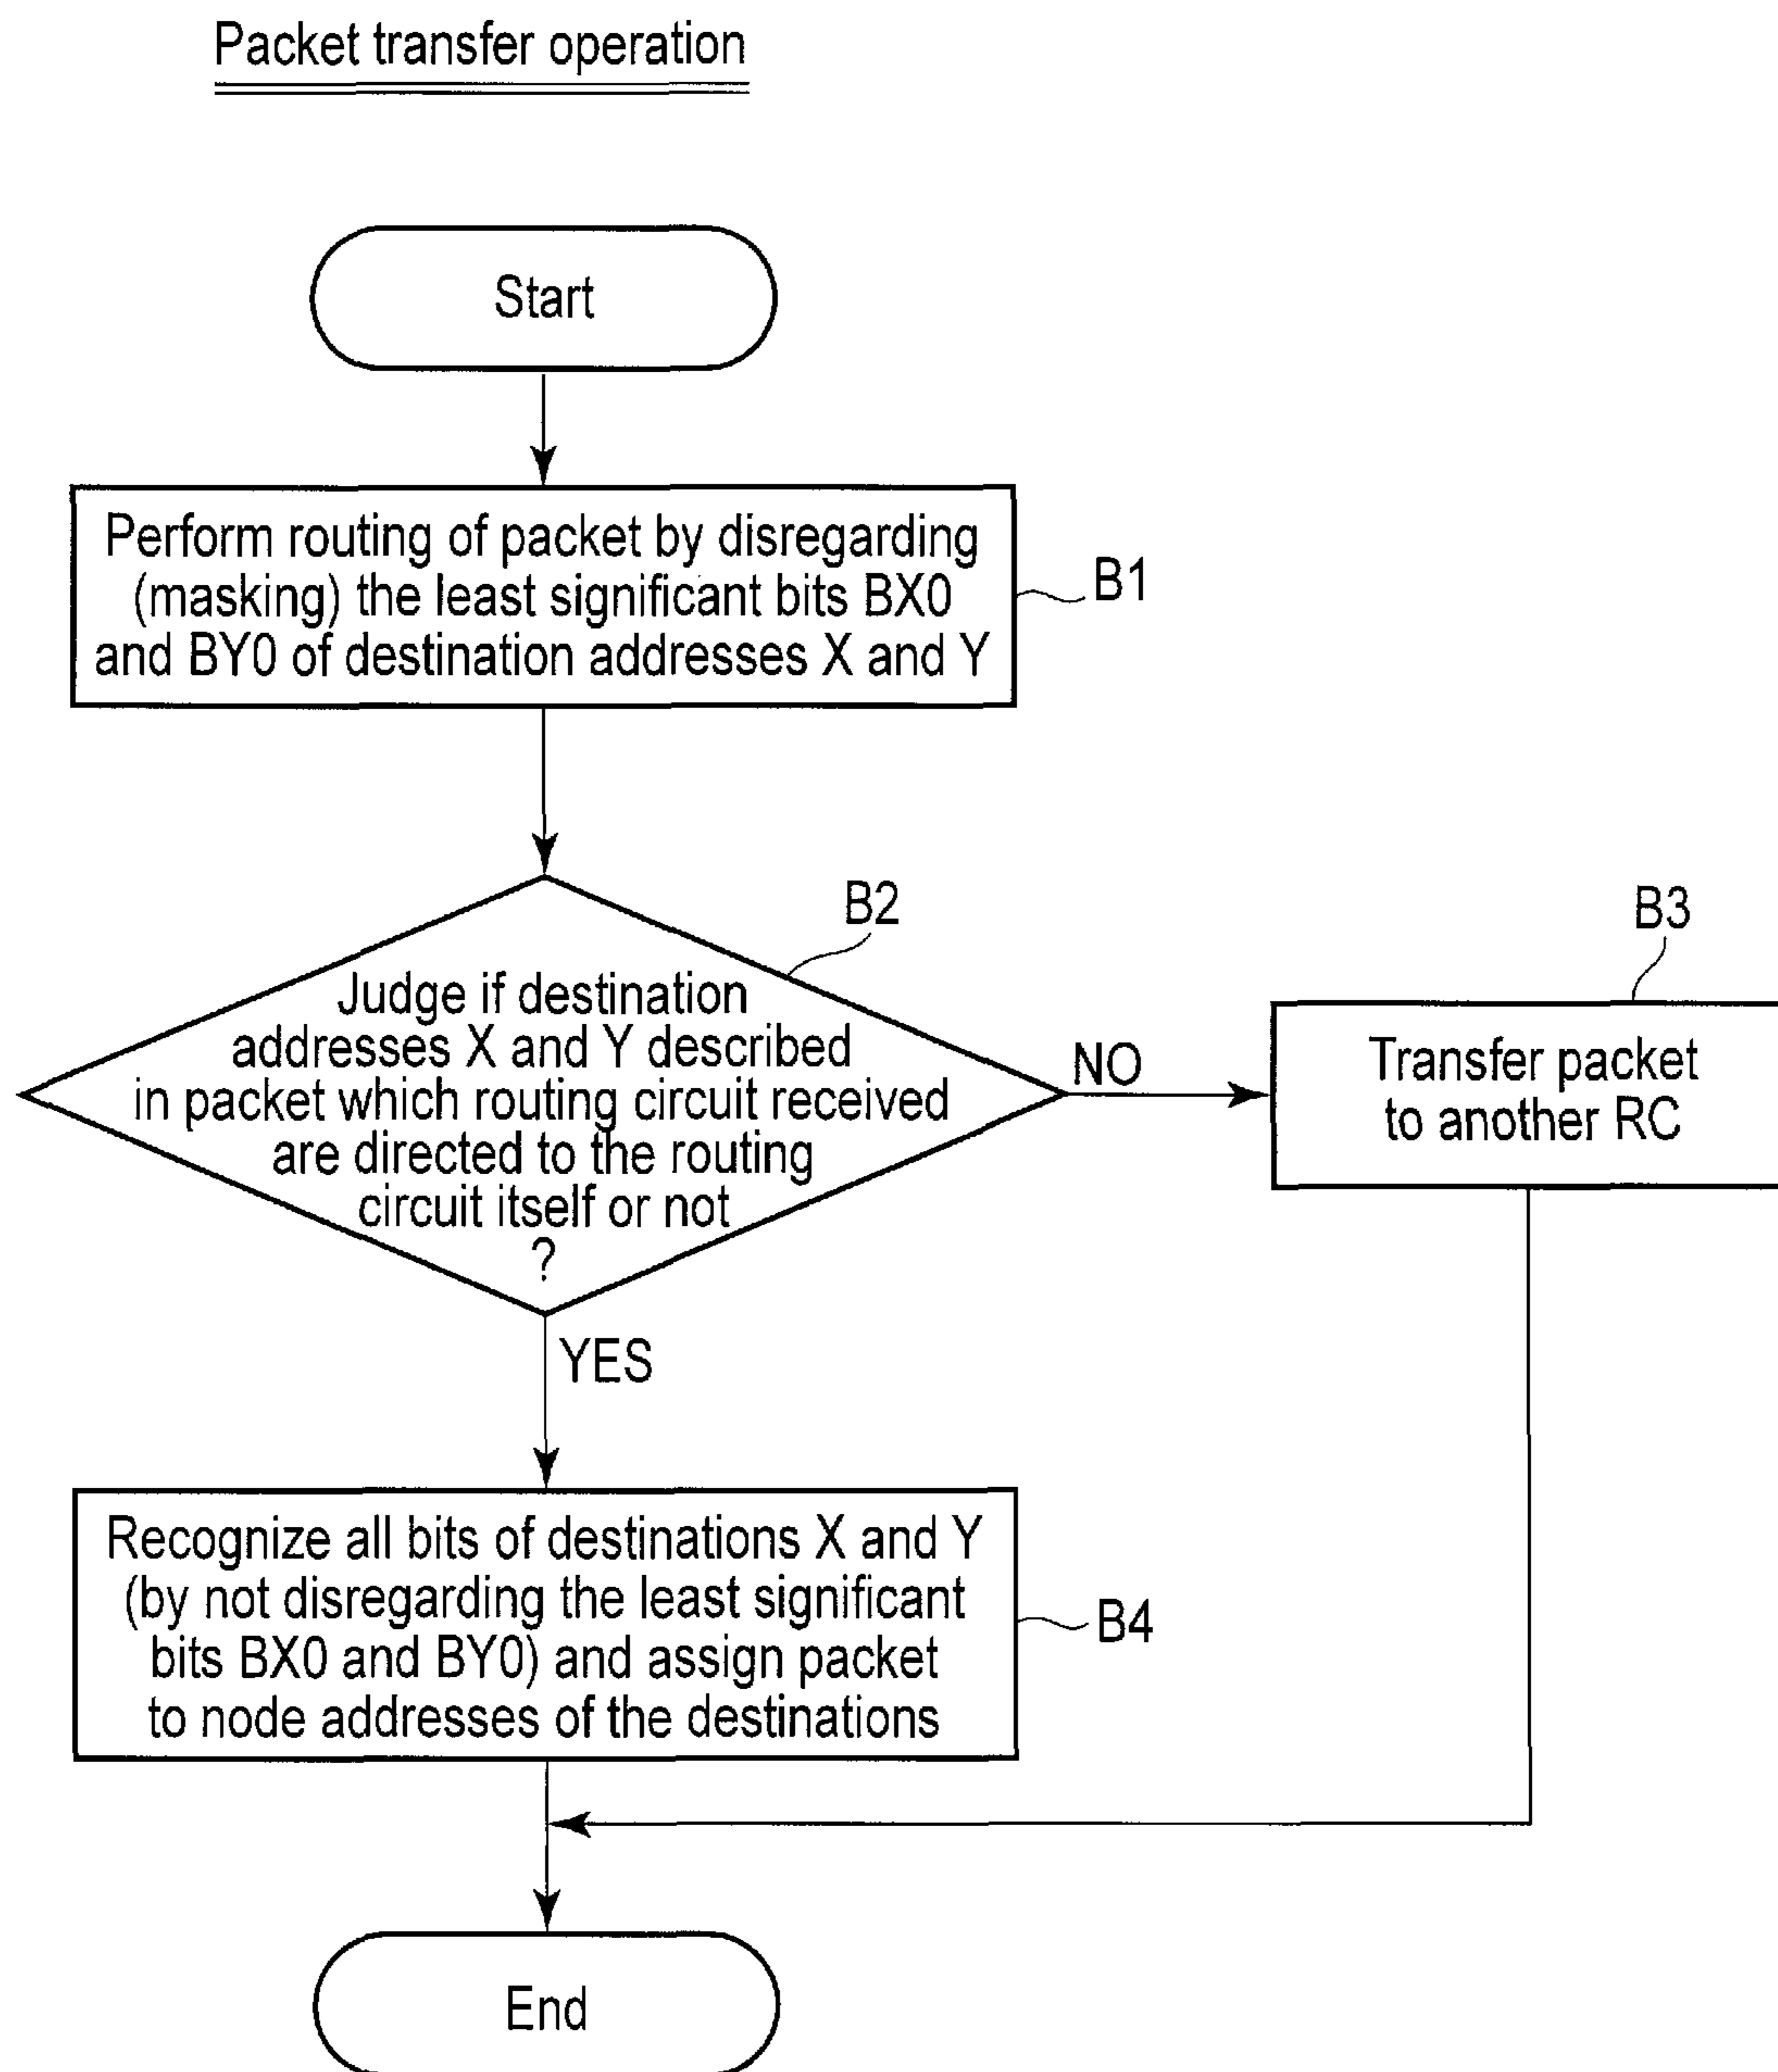 Packet transfer operation
Start
Perform routing of packet by disregarding
(masking) the least significant bits BX0
and BY0 of destination addresses X and Y
B1
B2
Judge if destination
addresses X and Y described
in packet which routing circuit received
are directed to the routing
circuit itself or not
?
NO
B3
Transfer packet
to another RC
YES
Recognize all bits of destinations X and Y
(by not disregarding the least significant
bits BX0 and BY0) and assign packet
to node addresses of the destinations
B4
End